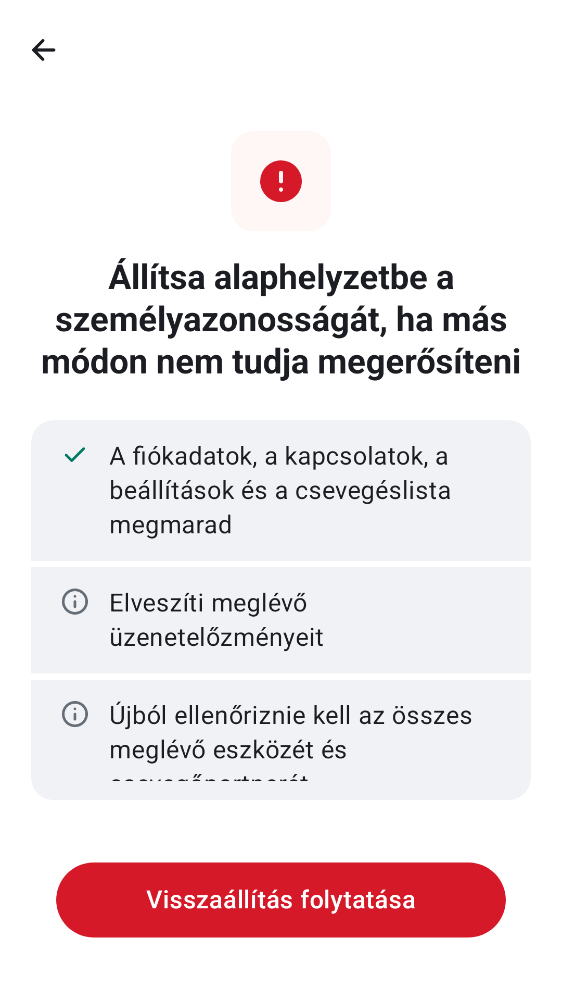 Állítsa alaphelyzetbe a
személyazonosságát, ha más
módon nem tudja megerősíteni
A fiókadatok, a kapcsolatok, a
beállítások és a csevegéslista
megmarad
Elveszíti meglévő
üzenetelőzményeit
Újból ellenőriznie kell az összes
meglévő eszközét és
Visszaállítás folytatása